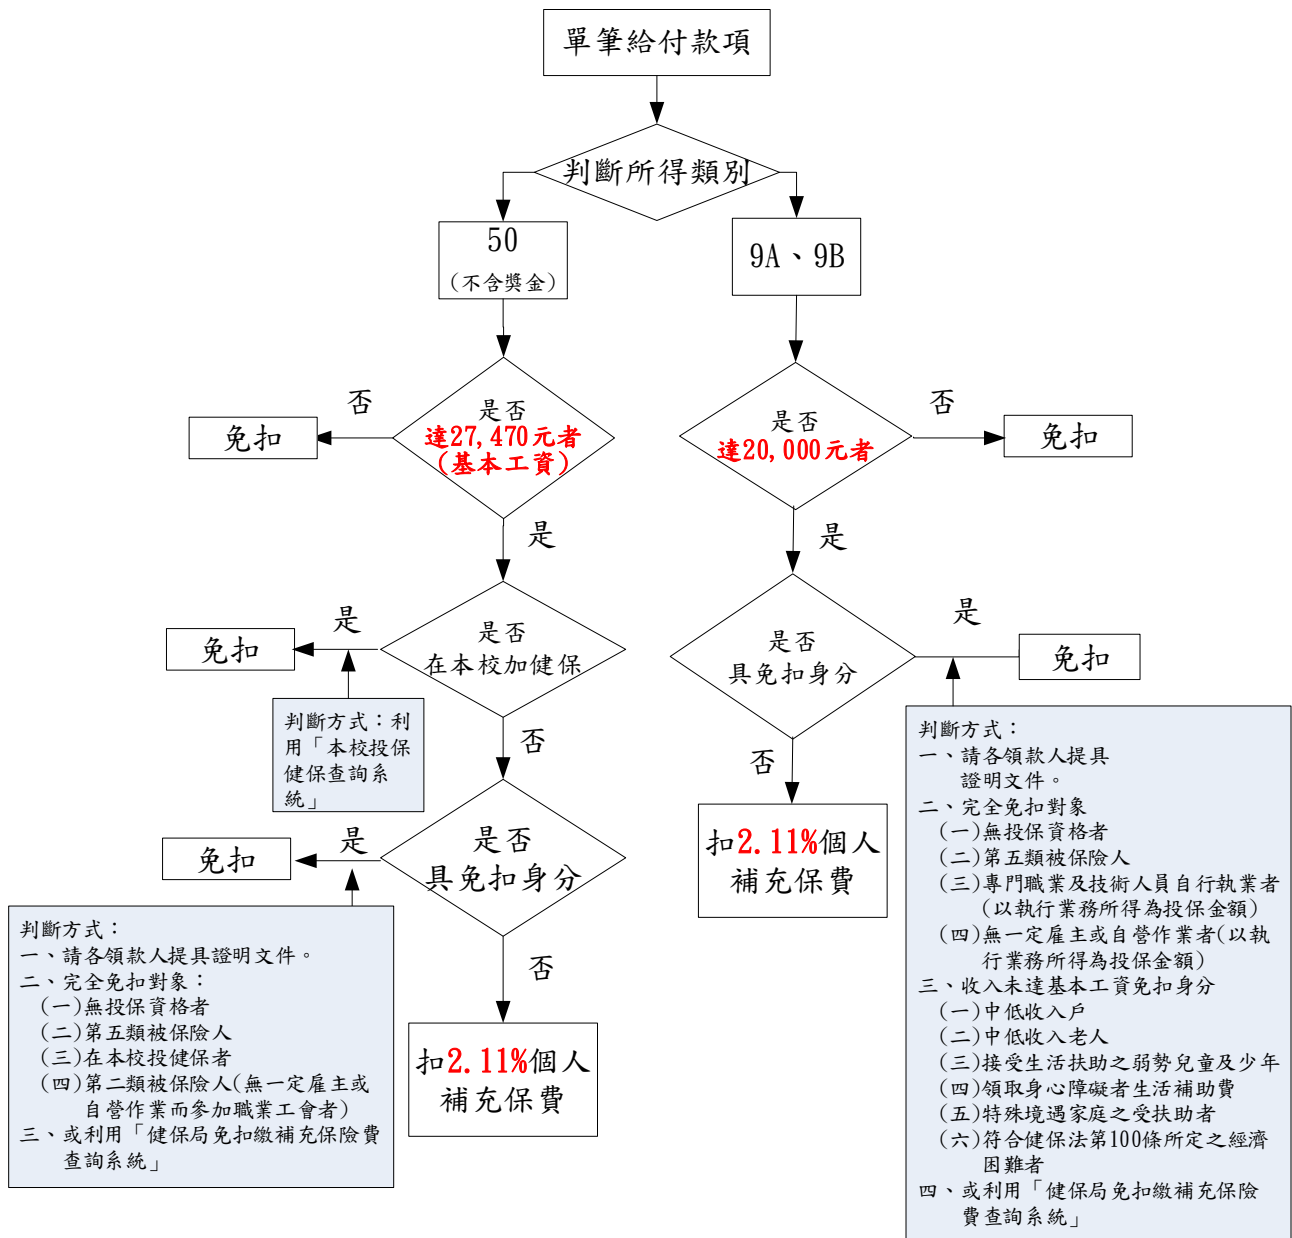 單筆給付款項
判斷所得類別
50
(不含獎金)
9A、9B
是否
達27,470元者
(基本工資)
否
免扣
是
是否
達20,000元者
否
免扣
是
是否
在本校加健保
是
免扣
判斷方式：利
用「本校投保
健保查詢系
統」
否
是否
具免扣身分
是
免扣
判斷方式：
一、請各領款人提具證明文件。
二、完全免扣對象：
(一)無投保資格者
(二)第五類被保險人
(三)在本校投健保者
(四)第二類被保險人(無一定雇主或
自營作業而參加職業工會者)
三、或利用「健保局免扣繳補充保險費
查詢系統」
否
扣2.11%個人
補充保費
是否
具免扣身分
是
免扣
判斷方式：
一、請各領款人提具
證明文件。
二、完全免扣對象
(一)無投保資格者
(二)第五類被保險人
(三)專門職業及技術人員自行執業者
(以執行業務所得為投保金額)
(四)無一定雇主或自營作業者(以執
行業務所得為投保金額)
三、收入未達基本工資免扣身分
(一)中低收入戶
(二)中低收入老人
(三)接受生活扶助之弱勢兒童及少年
(四)領取身心障礙者生活補助費
(五)特殊境遇家庭之受扶助者
(六)符合健保法第100條所定之經濟
困難者
四、或利用「健保局免扣繳補充保險
費查詢系統」
否
扣2.11%個人
補充保費